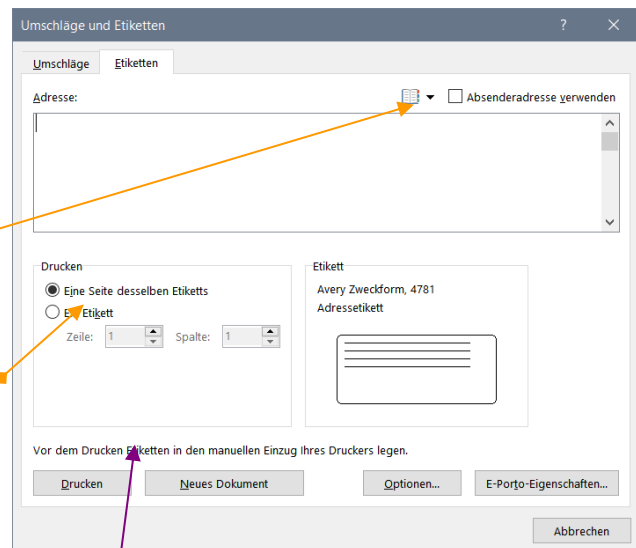 Umschläge und Etiketten ? ×
Umschläge Etiketten
Adresse: Absenderadresse verwenden
Drucken
Eine Seite desselben Etiketts
Ein Etikett
Zeile: 1 Spalte: 1
Etikett
Avery Zweckform, 4781
Adressetikett
Vor dem Drucken Etiketten in den manuellen Einzug Ihres Druckers legen.
Drucken Neues Dokument Optionen... E-Porto-Eigenschaften...
Abbrechen